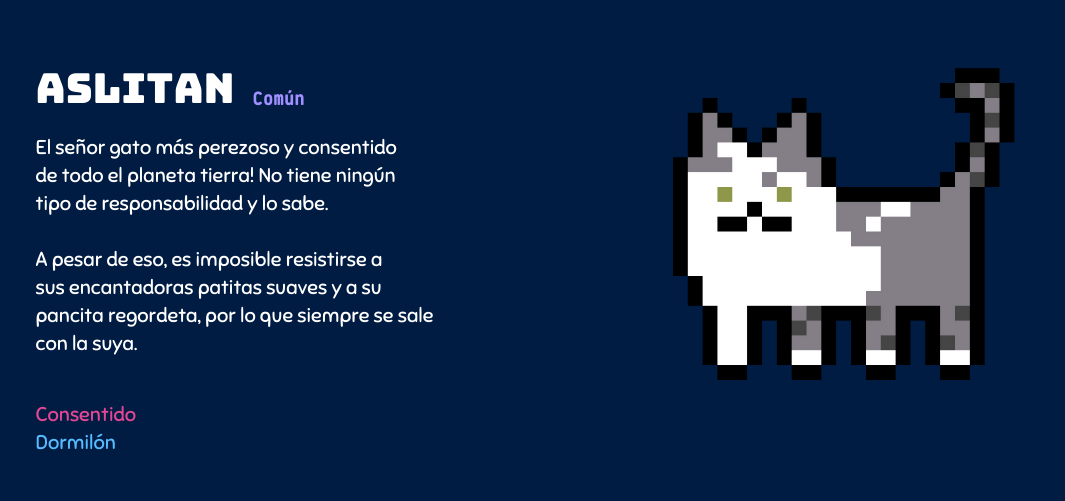 ASLITAN Común
El señor gato más perezoso y consentido
de todo el planeta tierra! No tiene ningún
tipo de responsabilidad y lo sabe.
A pesar de eso, es imposible resistirse a
sus encantadoras patitas suaves y a su
pancita regordeta, por lo que siempre se sale
con la suya.
Consentido
Dormilón